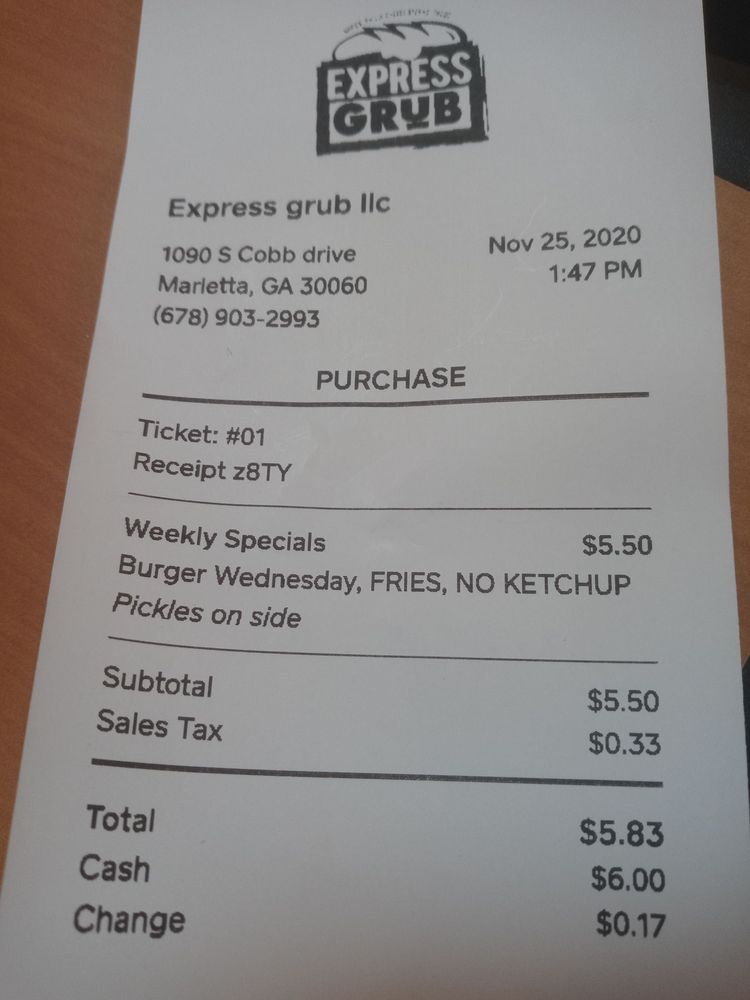 EXPRESS
GRUB
Express grub llc
1090 S Cobb drive
Marietta, GA 30060
(678) 903-2993
Nov 25, 2020
1:47 PM
PURCHASE
Ticket: #01
Receipt z8TY
Weekly Specials $5.50
Burger Wednesday, FRIES, NO KETCHUP
Pickles on side
Subtotal $5.50
Sales Tax $0.33
Total $5.83
Cash $6.00
Change $0.17